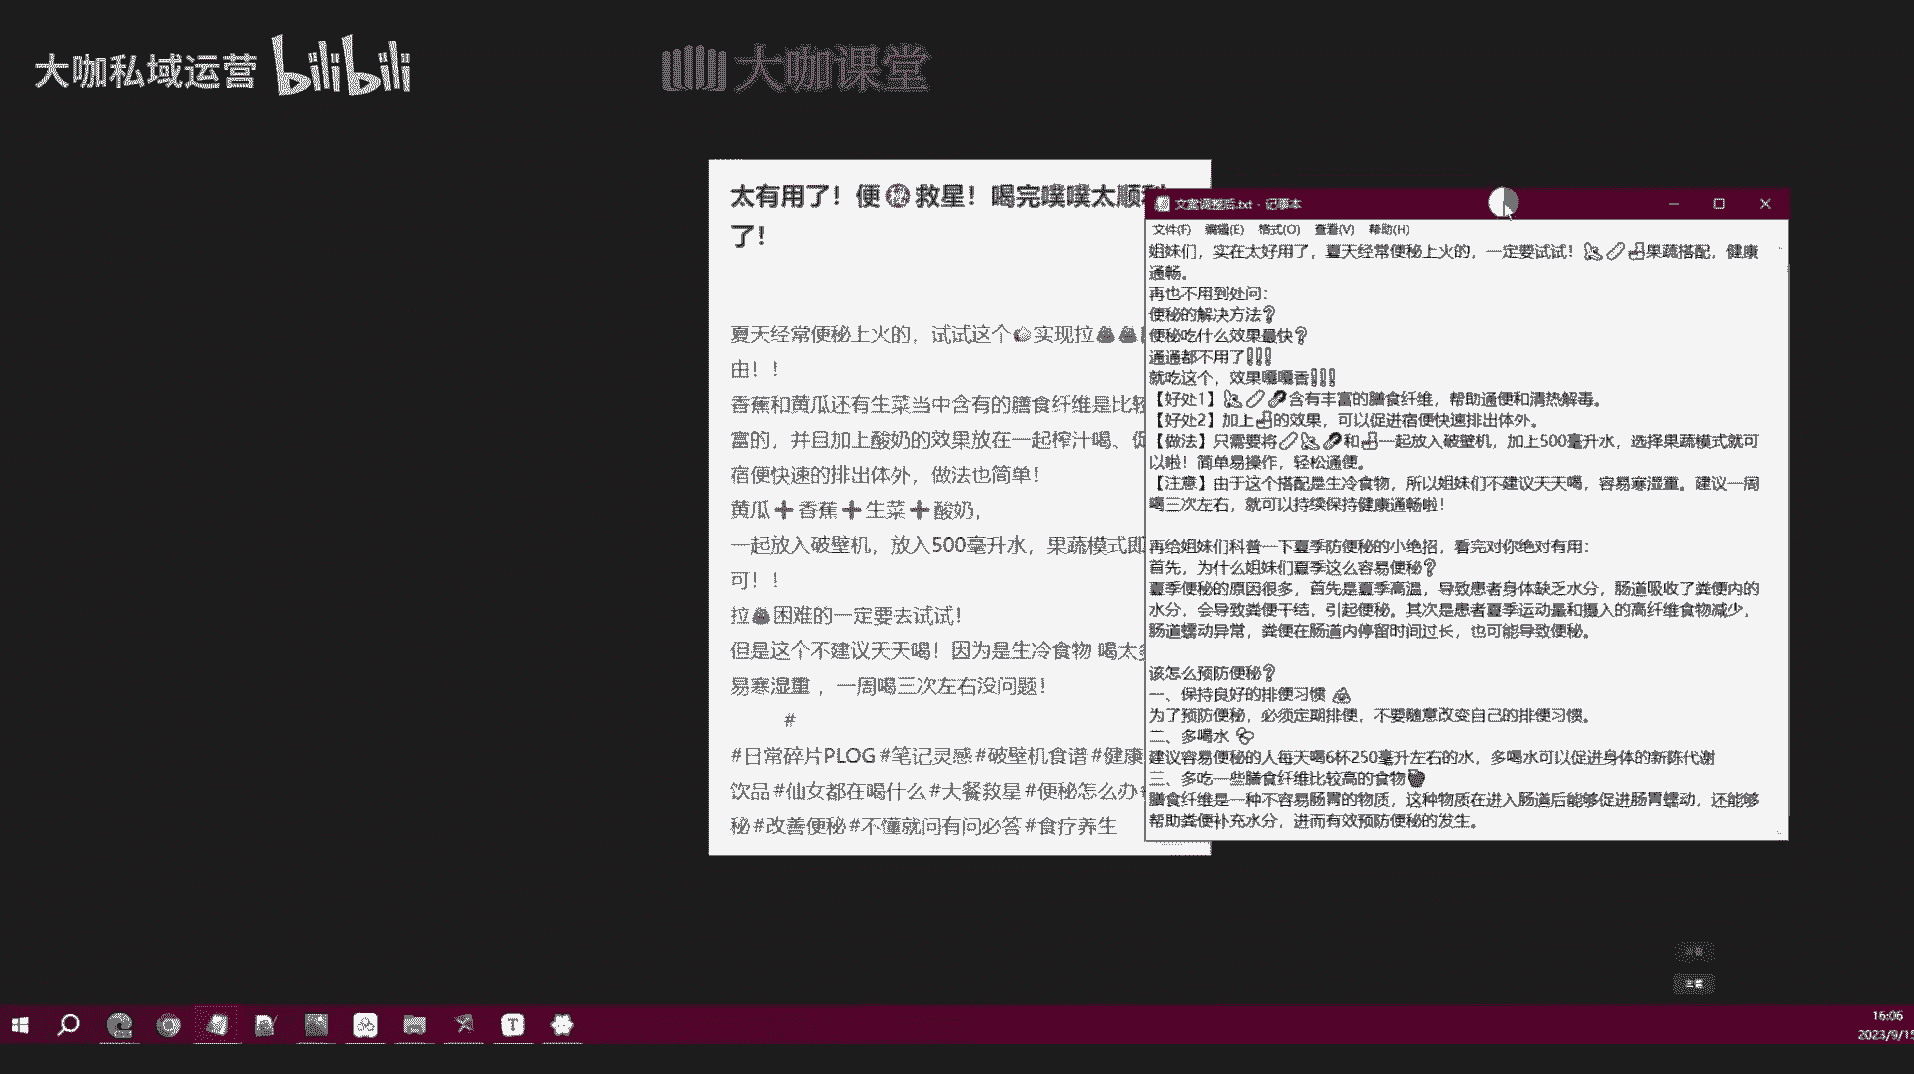 大咖私域运营 bilibili
大咖课堂
太有用了！便㊙救星！喝完噗噗太顺
了！
夏天经常便秘上火的，试试这个实现拉💩💩
由！！
香蕉和黄瓜还有生菜当中含有的膳食纤维是比较
富的，并且加上酸奶的效果放在一起榨汁喝、促
宿便快速的排出体外，做法也简单！
黄瓜➕香蕉➕生菜➕酸奶，
一起放入破壁机，放入500毫升水，果蔬模式即
可！！
拉💩困难的一定要去试试！
但是这个不建议天天喝！因为是生冷食物 喝太多
易寒湿重，一周喝三次左右没问题！
#
#日常碎片PLOG#笔记灵感#破壁机食谱#健康
饮品#仙女都在喝什么#大餐救星#便秘怎么办
秘#改善便秘#不懂就问有问必答#食疗养生
文案调整后.txt - 记事本
文件(F) 编辑(E) 格式(O) 查看(V) 帮助(H)
姐妹们，实在太好用了，夏天经常便秘上火的，一定要试试！果蔬搭配，健康
通畅。
再也不用到处问：
便秘的解决方法❓
便秘吃什么效果最快❓
通通都不用了❗❗❗
就吃这个，效果嘎嘎香❗❗❗
【好处1】含有丰富的膳食纤维，帮助通便和清热解毒。
【好处2】加上的效果，可以促进宿便快速排出体外。
【做法】只需要将和一起放入破壁机，加上500毫升水，选择果蔬模式就可
以啦！简单易操作，轻松通便。
【注意】由于这个搭配是生冷食物，所以姐妹们不建议天天喝，容易寒湿重。建议一周
喝三次左右，就可以持续保持健康通畅啦！
再给姐妹们科普一下夏季防便秘的小绝招，看完对你绝对有用：
首先，为什么姐妹们夏季这么容易便秘❓
夏季便秘的原因很多，首先是夏季高温，导致患者身体缺乏水分，肠道吸收了粪便内的
水分，会导致粪便干结，引起便秘。其次是患者夏季运动量和摄入的高纤维食物减少，
肠道蠕动异常，粪便在肠道内停留时间过长，也可能导致便秘。
该怎么预防便秘❓
一、保持良好的排便习惯
为了预防便秘，必须定期排便，不要随意改变自己的排便习惯。
二、多喝水
建议容易便秘的人每天喝6杯250毫升左右的水，多喝水可以促进身体的新陈代谢
三、多吃一些膳食纤维比较高的食物
膳食纤维是一种不容易肠胃的物质，这种物质在进入肠道后能够促进肠胃蠕动，还能够
帮助粪便补充水分，进而有效预防便秘的发生。
16:06
2023/9/15